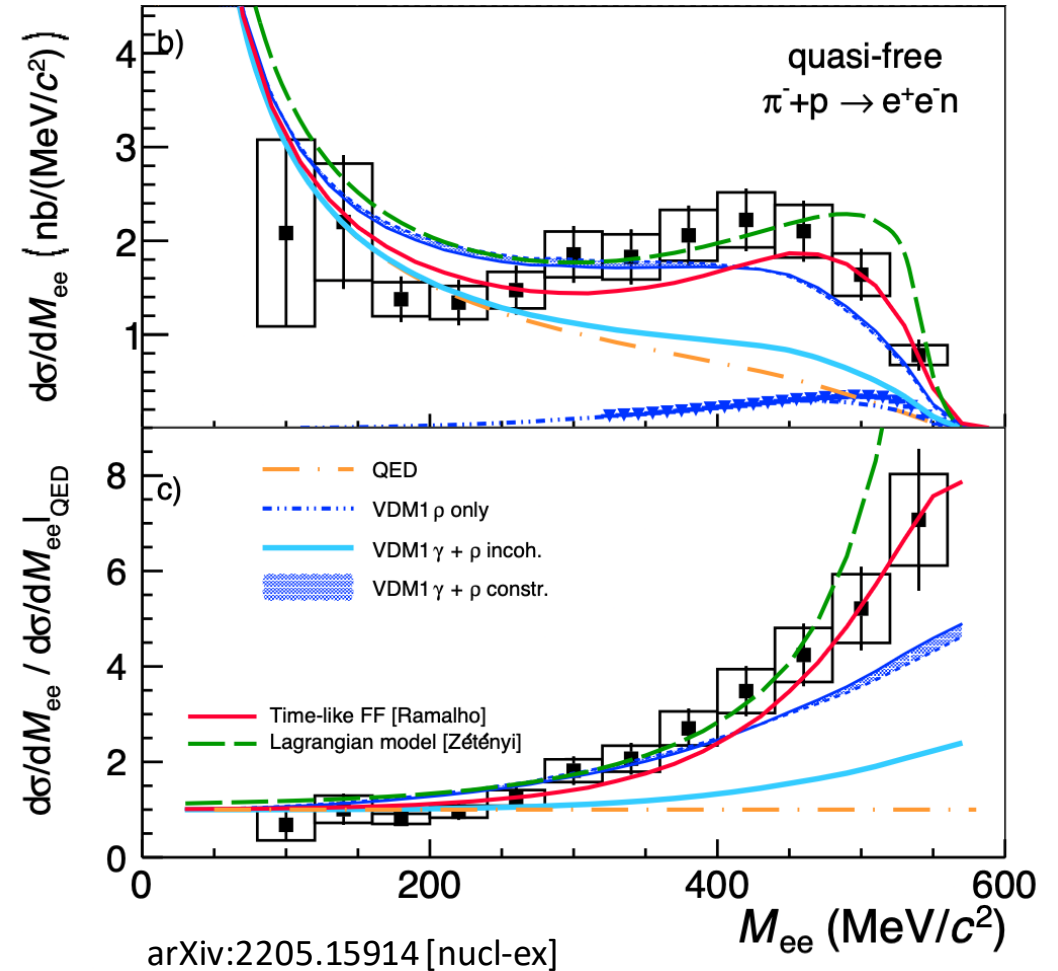 b)
quasi-free
π⁻+p → e⁺e⁻n
dσ/dMee { nb/(MeV/c²) }
4
3
2
1
c)
QED
VDM1 ρ only
VDM1 γ + ρ incoh.
VDM1 γ + ρ constr.
Time-like FF [Ramalho]
Lagrangian model [Zétényi]
dσ/dMee / dσ/dMee|QED
8
6
4
2
0
0 200 400 600
Mee (MeV/c²)
arXiv:2205.15914 [nucl-ex]